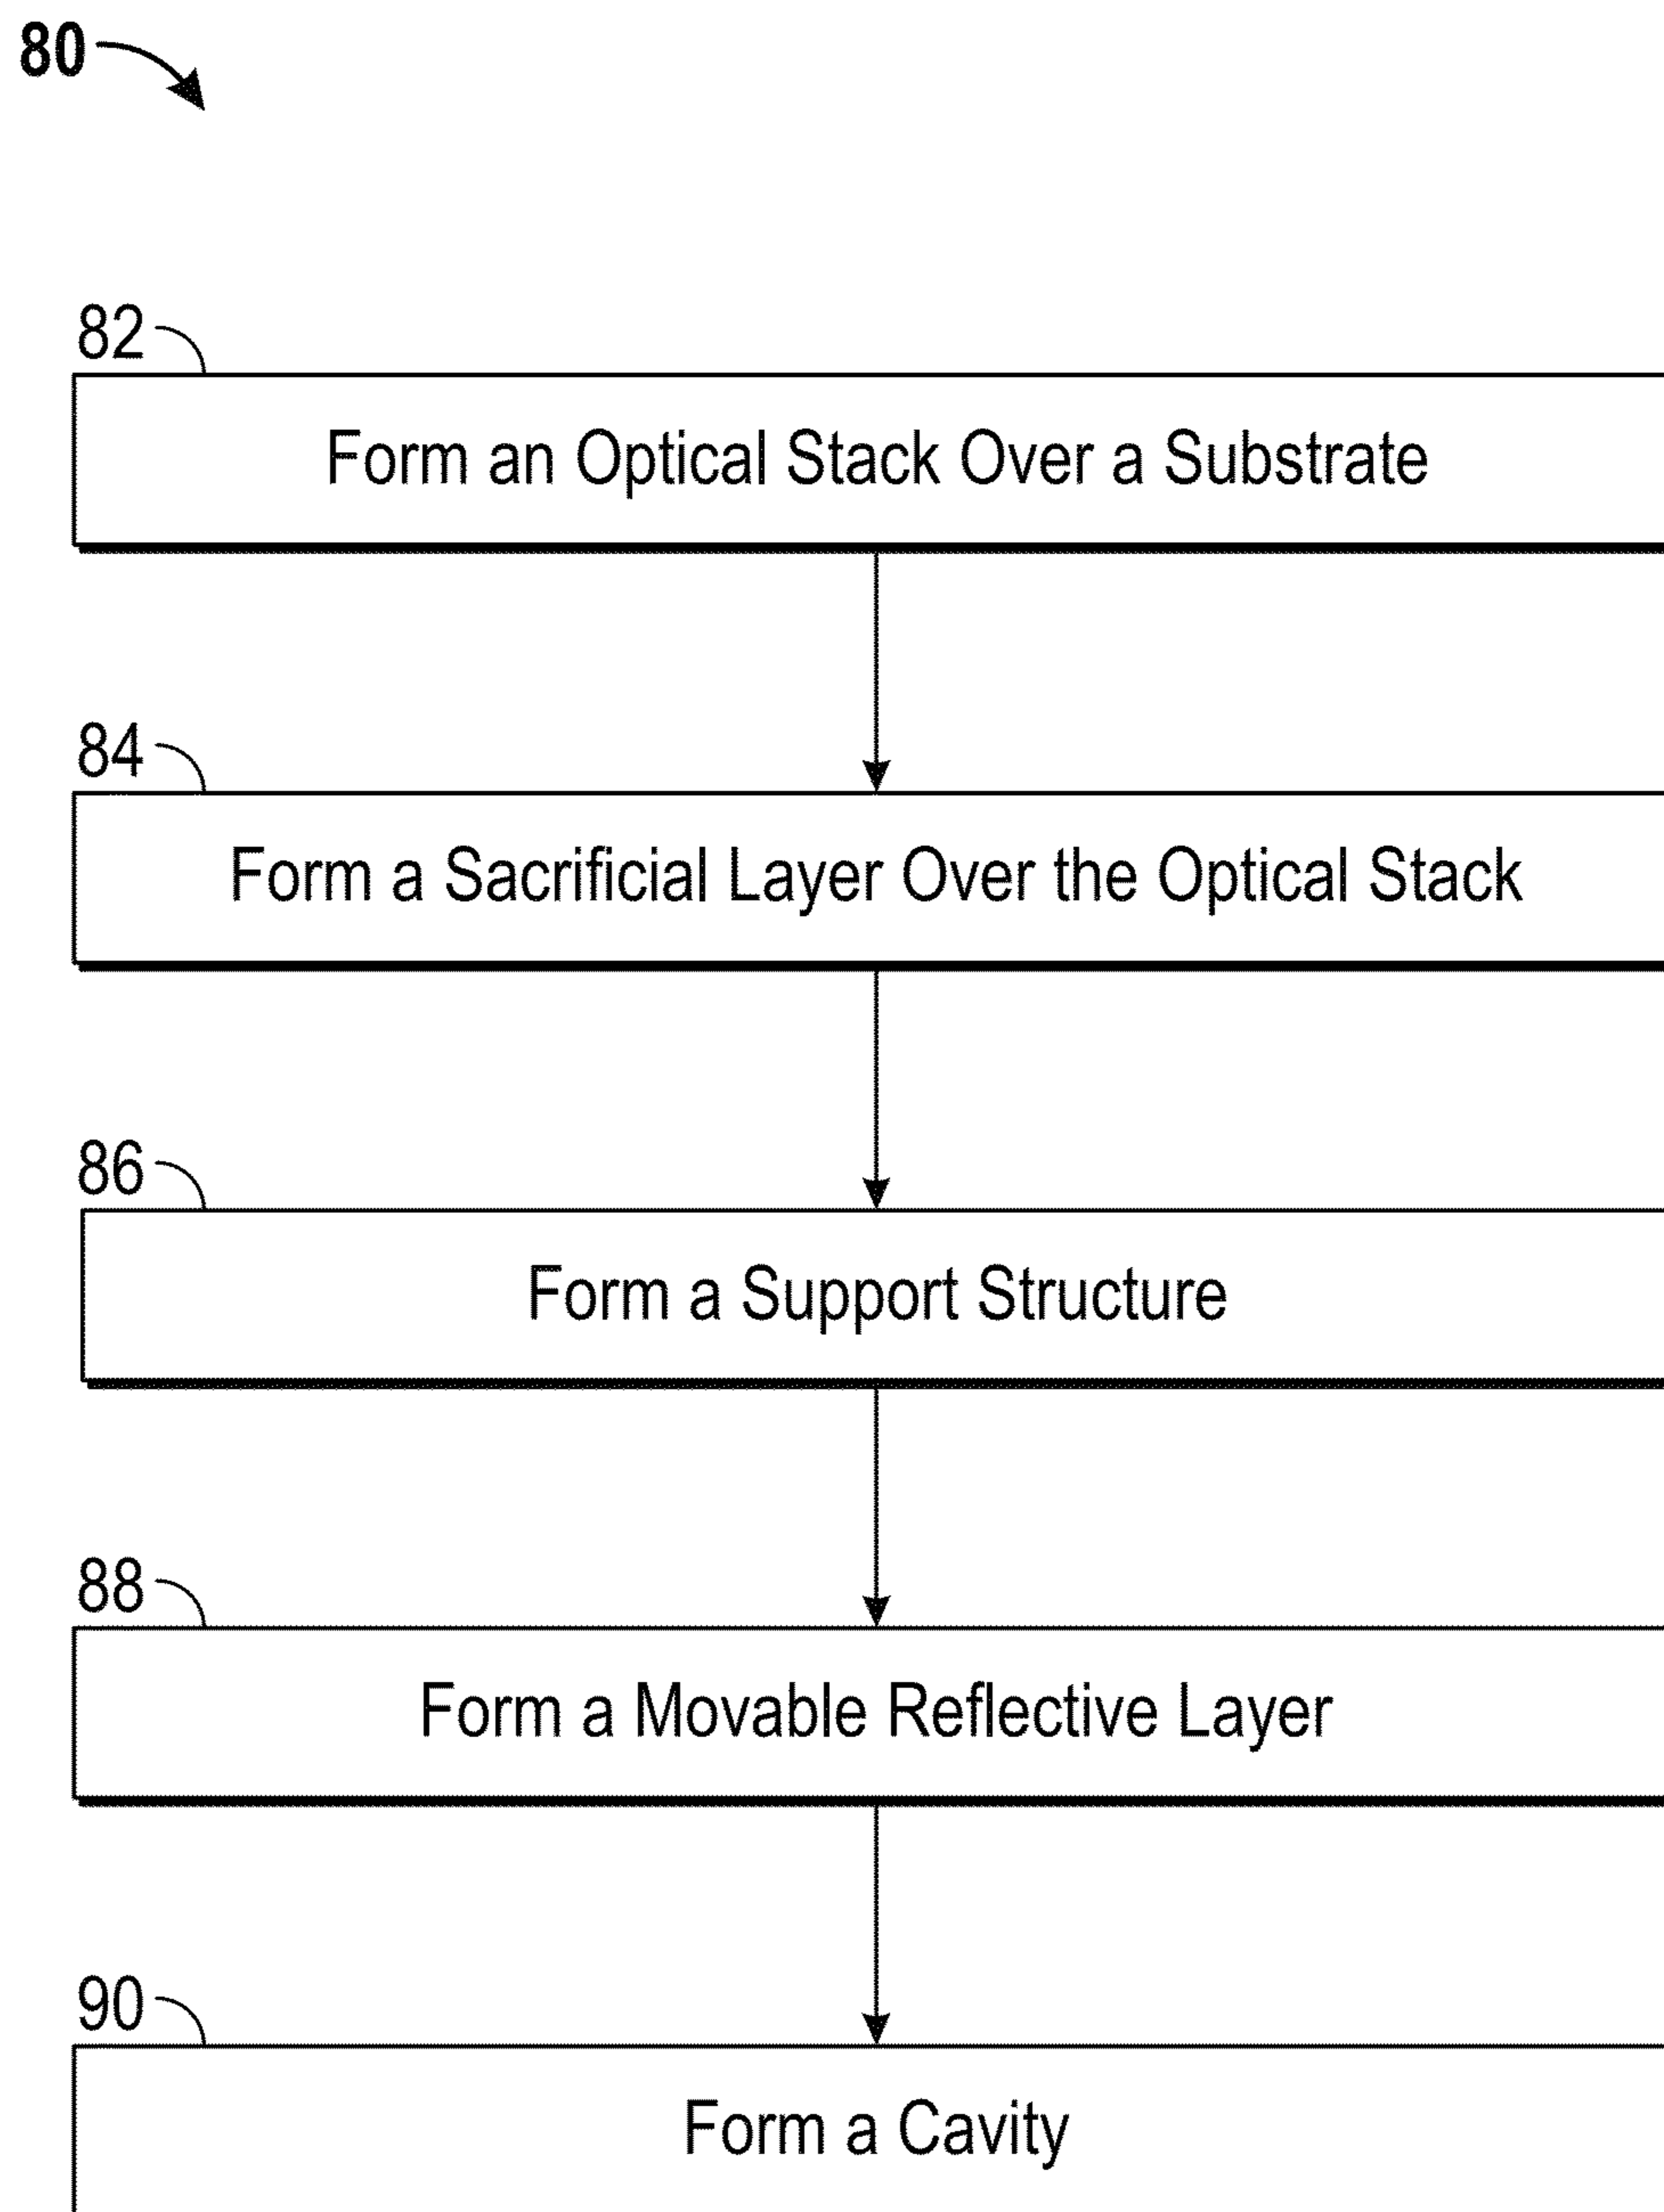 80
82
Form an Optical Stack Over a Substrate
84
Form a Sacrificial Layer Over the Optical Stack
86
Form a Support Structure
88
Form a Movable Reflective Layer
90
Form a Cavity